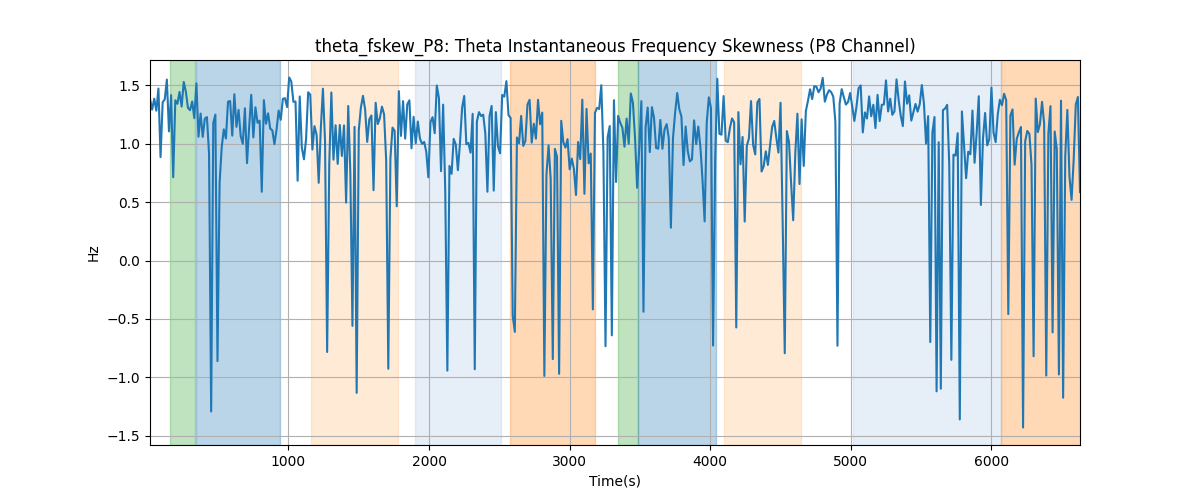 theta_fskew_P8: Theta Instantaneous Frequency Skewness (P8 Channel)
1.5
1.0
0.5
0.0
−0.5
−1.0
−1.5
Hz
1000 2000 3000 4000 5000 6000
Time(s)